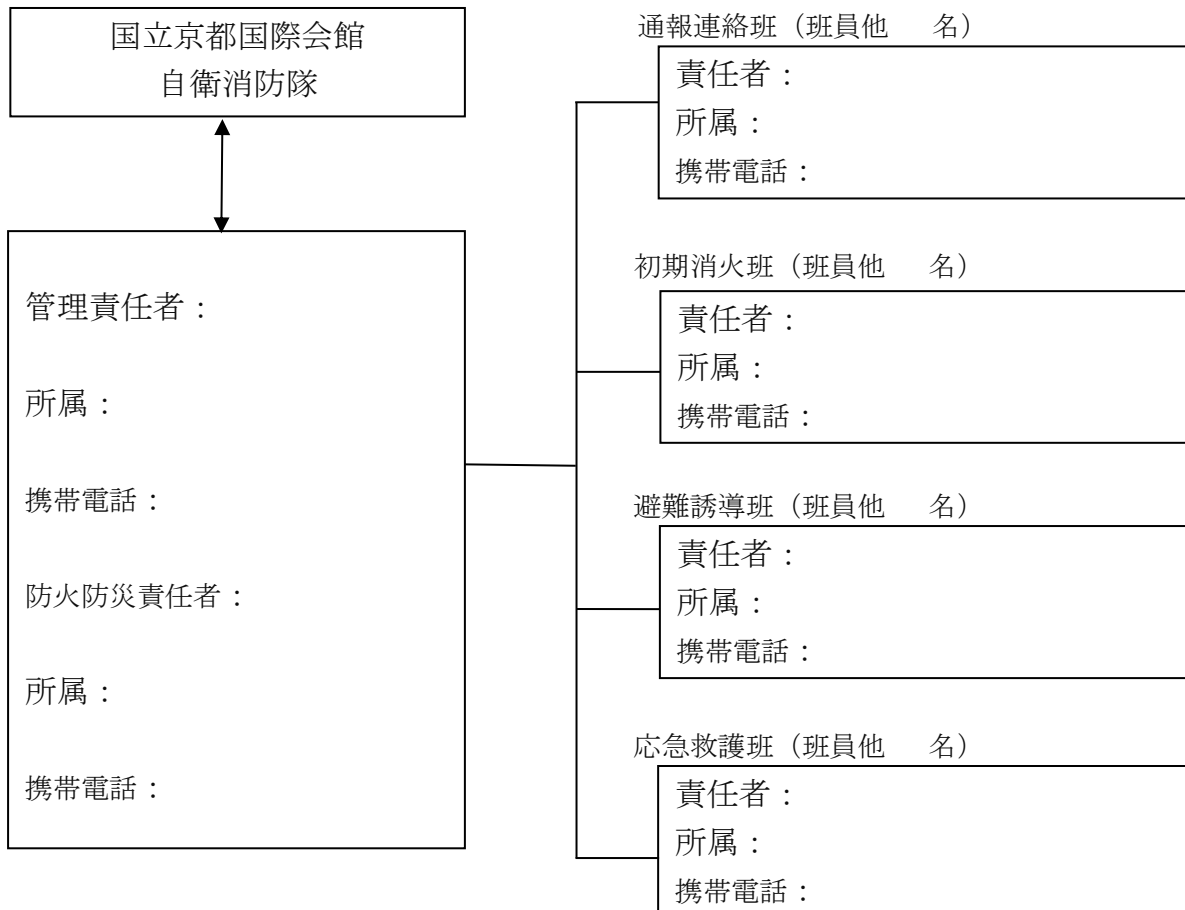 国立京都国際会館
自衛消防隊
管理責任者：
所属：
携帯電話：
防火防災責任者：
所属：
携帯電話：
通報連絡班（班員他　　名）
責任者：
所属：
携帯電話：
初期消火班（班員他　　名）
責任者：
所属：
携帯電話：
避難誘導班（班員他　　名）
責任者：
所属：
携帯電話：
応急救護班（班員他　　名）
責任者：
所属：
携帯電話：